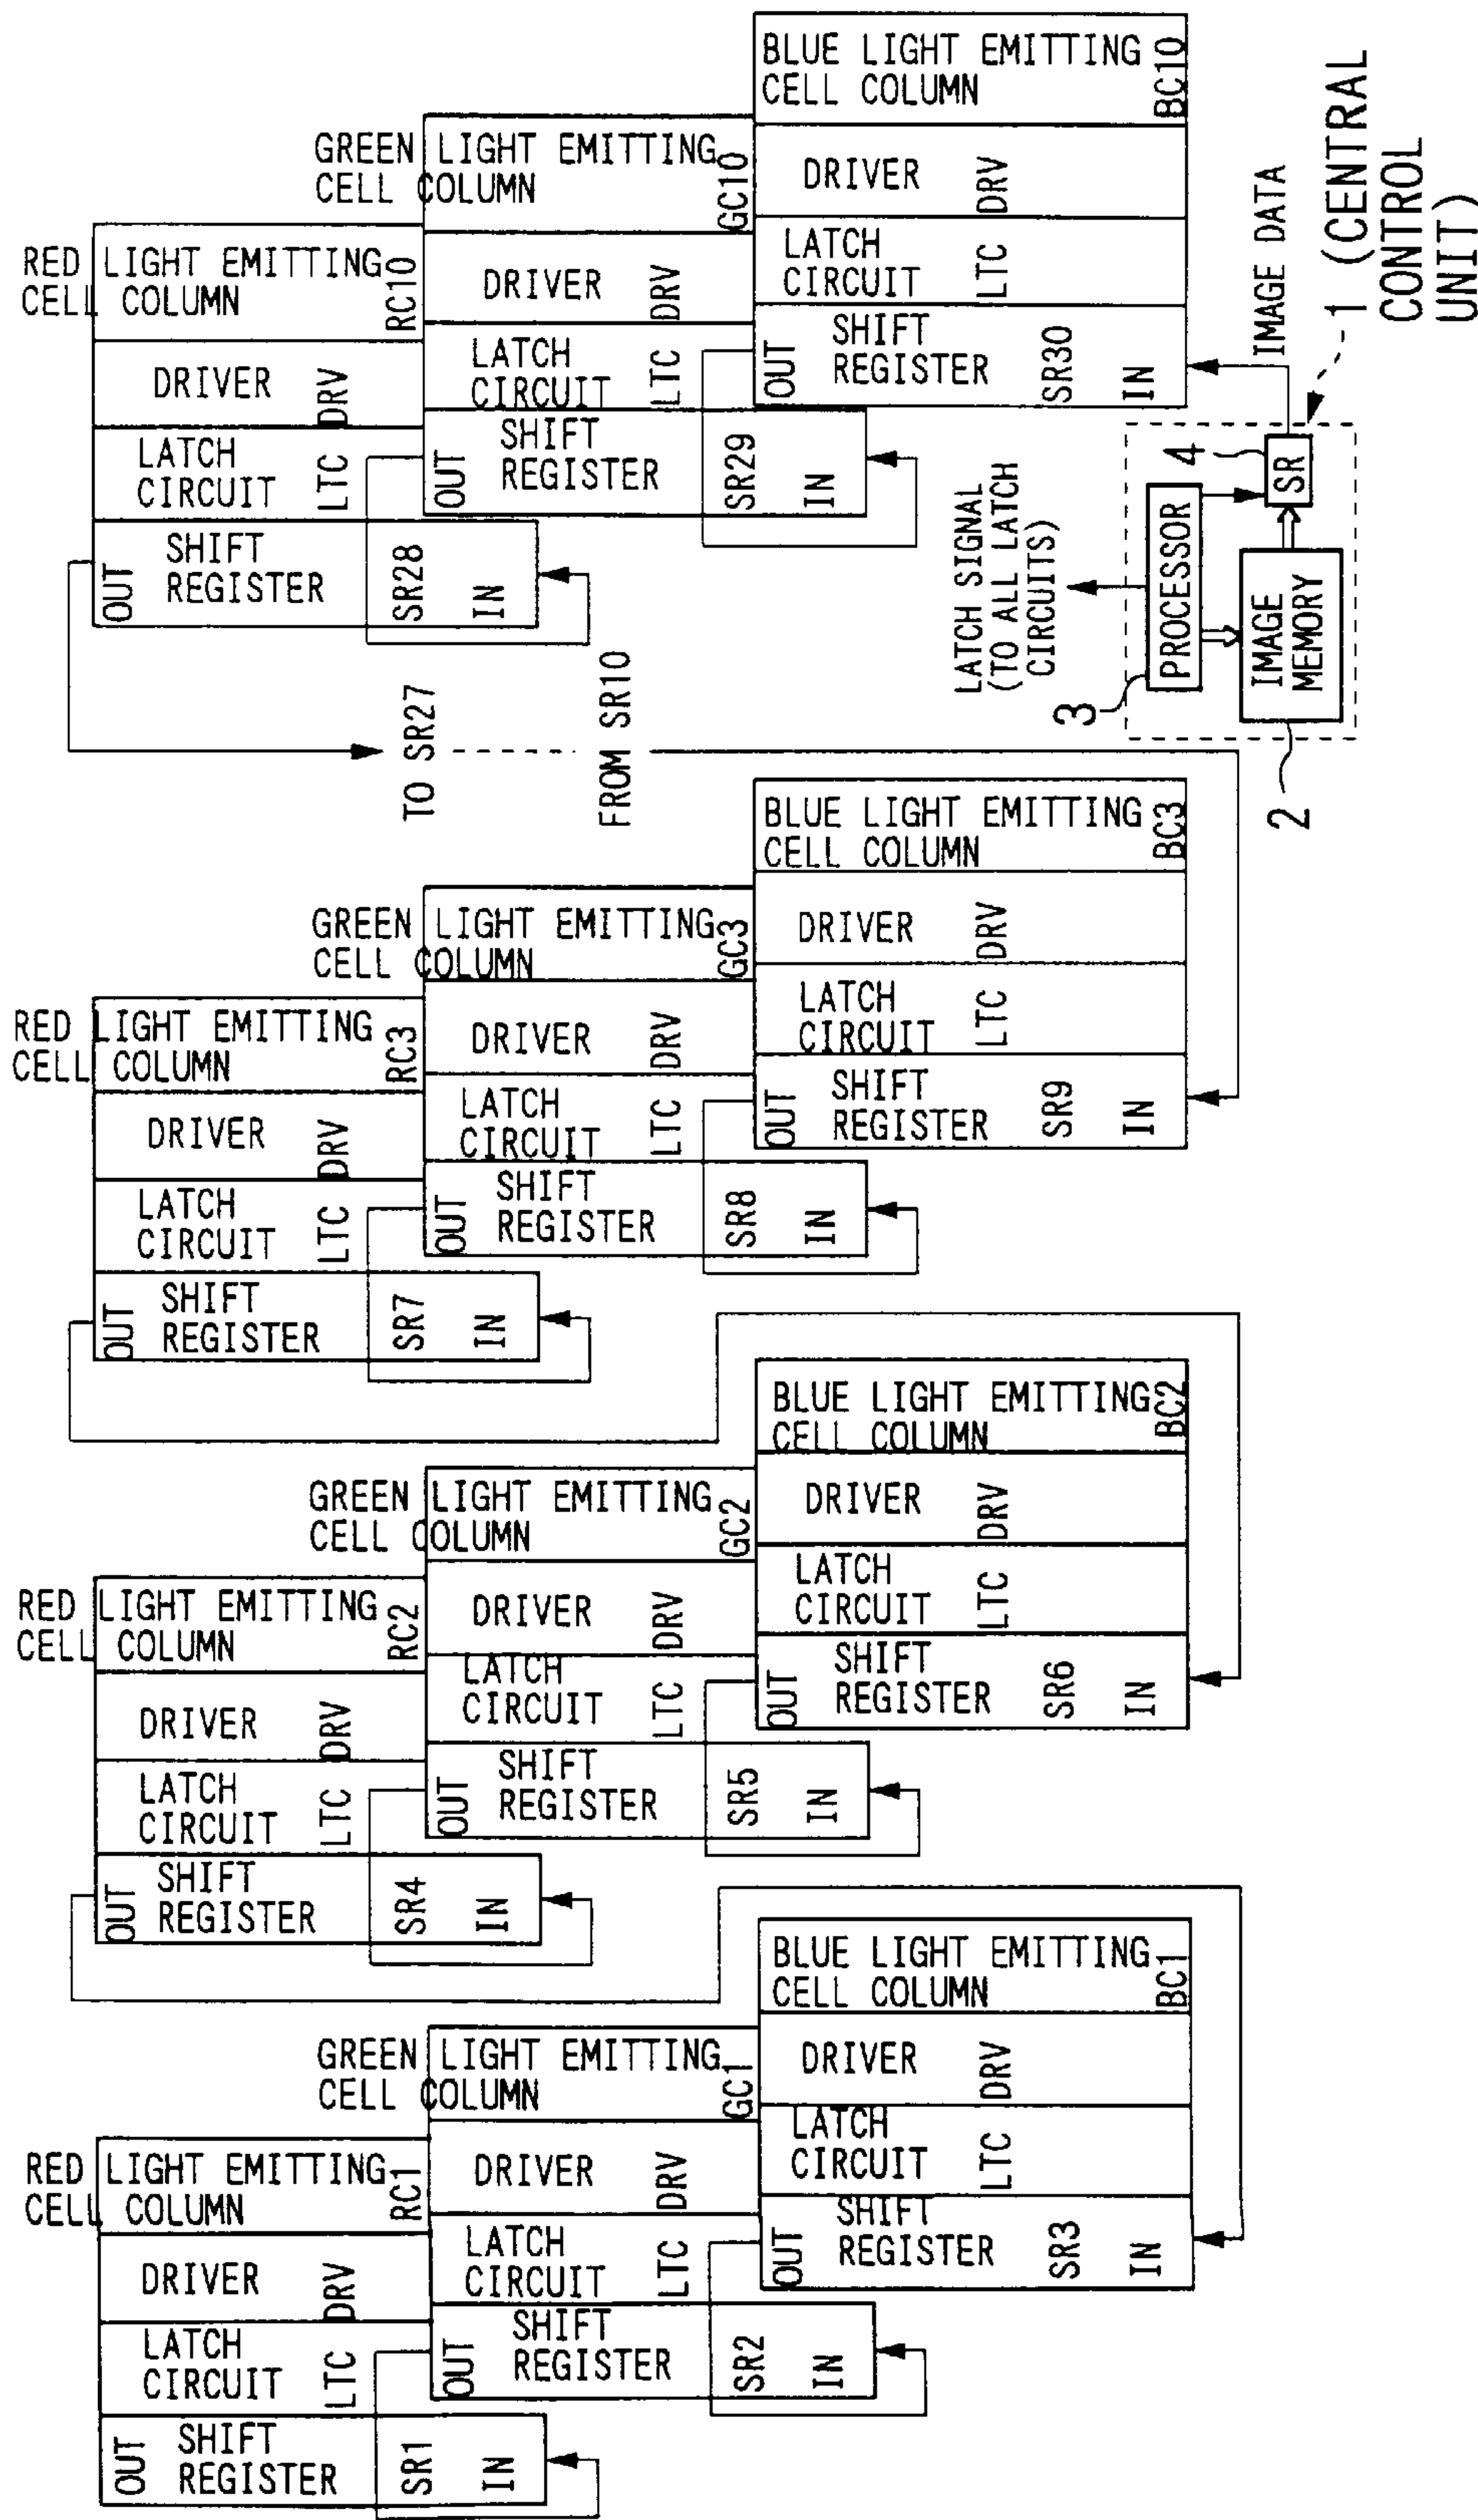 RED LIGHT EMITTING
CELL COLUMN
RC10
DRIVER
DRV
LATCH
CIRCUIT
LTC
OUT
SHIFT
REGISTER
SR28
IN
GREEN LIGHT EMITTING
CELL COLUMN
GC10
DRIVER
DRV
LATCH
CIRCUIT
LTC
OUT
SHIFT
REGISTER
SR29
IN
BLUE LIGHT EMITTING
CELL COLUMN
BC10
DRIVER
DRV
LATCH
CIRCUIT
LTC
OUT
SHIFT
REGISTER
SR30
IN
IMAGE DATA
1 (CENTRAL
CONTROL
UNIT)
LATCH SIGNAL
(TO ALL LATCH
CIRCUITS)
3
PROCESSOR
4
SR
IMAGE
MEMORY
2
TO SR27
FROM SR10
RED LIGHT EMITTING
CELL COLUMN
RC3
DRIVER
DRV
LATCH
CIRCUIT
LTC
OUT
SHIFT
REGISTER
SR7
IN
GREEN LIGHT EMITTING
CELL COLUMN
GC3
DRIVER
DRV
LATCH
CIRCUIT
LTC
OUT
SHIFT
REGISTER
SR8
IN
BLUE LIGHT EMITTING
CELL COLUMN
BC3
DRIVER
DRV
LATCH
CIRCUIT
LTC
OUT
SHIFT
REGISTER
SR9
IN
RED LIGHT EMITTING
CELL COLUMN
RC2
DRIVER
DRV
LATCH
CIRCUIT
LTC
OUT
SHIFT
REGISTER
SR4
IN
GREEN LIGHT EMITTING
CELL COLUMN
GC2
DRIVER
DRV
LATCH
CIRCUIT
LTC
OUT
SHIFT
REGISTER
SR5
IN
BLUE LIGHT EMITTING
CELL COLUMN
BC2
DRIVER
DRV
LATCH
CIRCUIT
LTC
OUT
SHIFT
REGISTER
SR6
IN
RED LIGHT EMITTING
CELL COLUMN
RC1
DRIVER
DRV
LATCH
CIRCUIT
LTC
OUT
SHIFT
REGISTER
SR1
IN
GREEN LIGHT EMITTING
CELL COLUMN
GC1
DRIVER
DRV
LATCH
CIRCUIT
LTC
OUT
SHIFT
REGISTER
SR2
IN
BLUE LIGHT EMITTING
CELL COLUMN
BC1
DRIVER
DRV
LATCH
CIRCUIT
LTC
OUT
SHIFT
REGISTER
SR3
IN